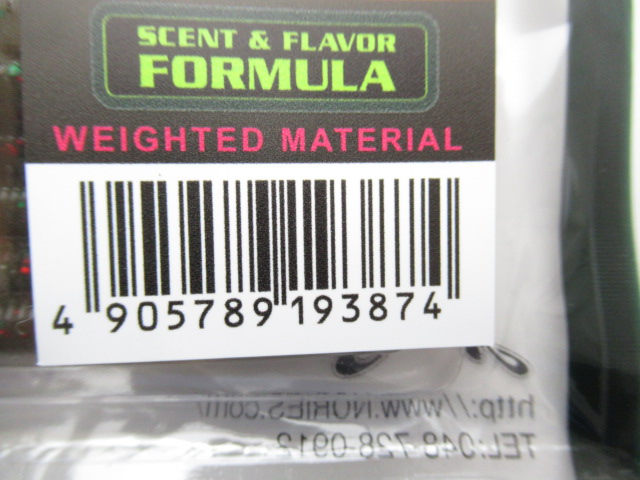 SCENT & FLAVOR
FORMULA
WEIGHTED MATERIAL
4 905789 193874
http://www.NORIES.com/
TEL:048-728-0912